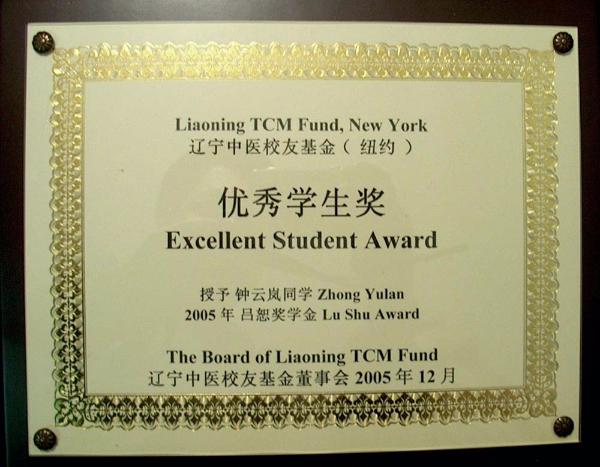 Liaoning TCM Fund, New York
辽宁中医校友基金（ 纽约 ）
优秀学生奖
Excellent Student Award
授予 钟云岚同学 Zhong Yulan
2005 年 吕恕奖学金 Lu Shu Award
The Board of Liaoning TCM Fund
辽宁中医校友基金董事会 2005 年 12 月